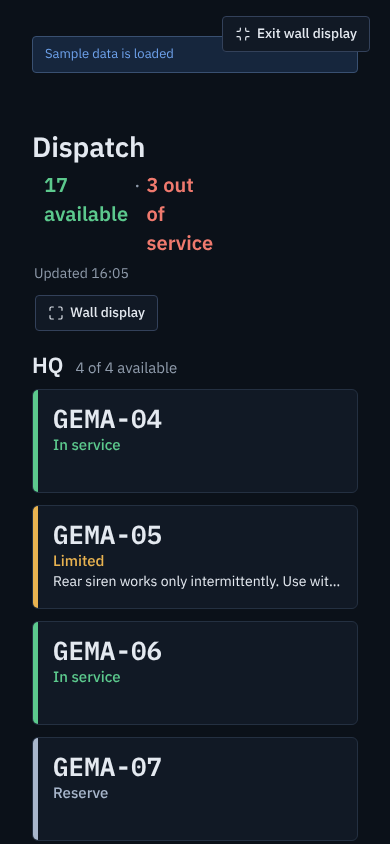 Exit wall display
Sample data is loaded
Dispatch
17 available · 3 out of service
Updated 16:05
Wall display
HQ 4 of 4 available
GEMA-04
In service
GEMA-05
Limited
Rear siren works only intermittently. Use wit...
GEMA-06
In service
GEMA-07
Reserve